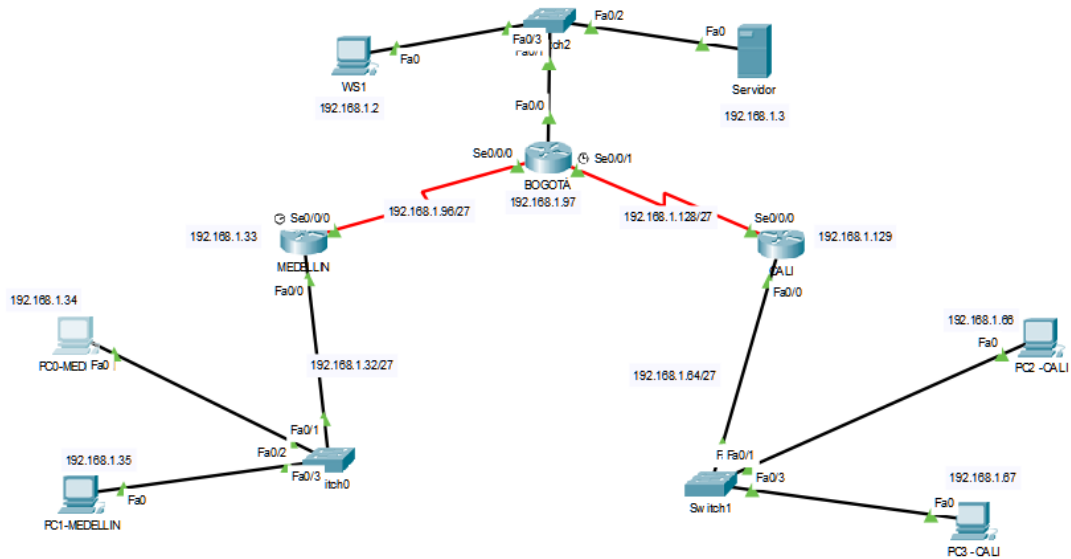 Fa0/2
Fa0
Fa0/3
Fa0
WS1
192.168.1.2
Servidor
192.168.1.3
Fa0/0
Se0/0/0
Se0/0/1
BOGOTÁ
192.168.1.97
192.168.1.96/27
192.168.1.128/27
Se0/0/0
Se0/0/0
192.168.1.33
192.168.1.129
MEDELLIN
CALI
Fa0/0
Fa0/0
192.168.1.34
Fa0
PC0-MEDI
192.168.1.32/27
192.168.1.64/27
192.168.1.66
Fa0
PC2 -CALI
Fa0/1
Fa0/2
Fa0/3
itch0
192.168.1.35
Fa0
PC1-MEDELLIN
Fa0/1
Fa0/3
Switch1
192.168.1.67
Fa0
PC3 - CALI